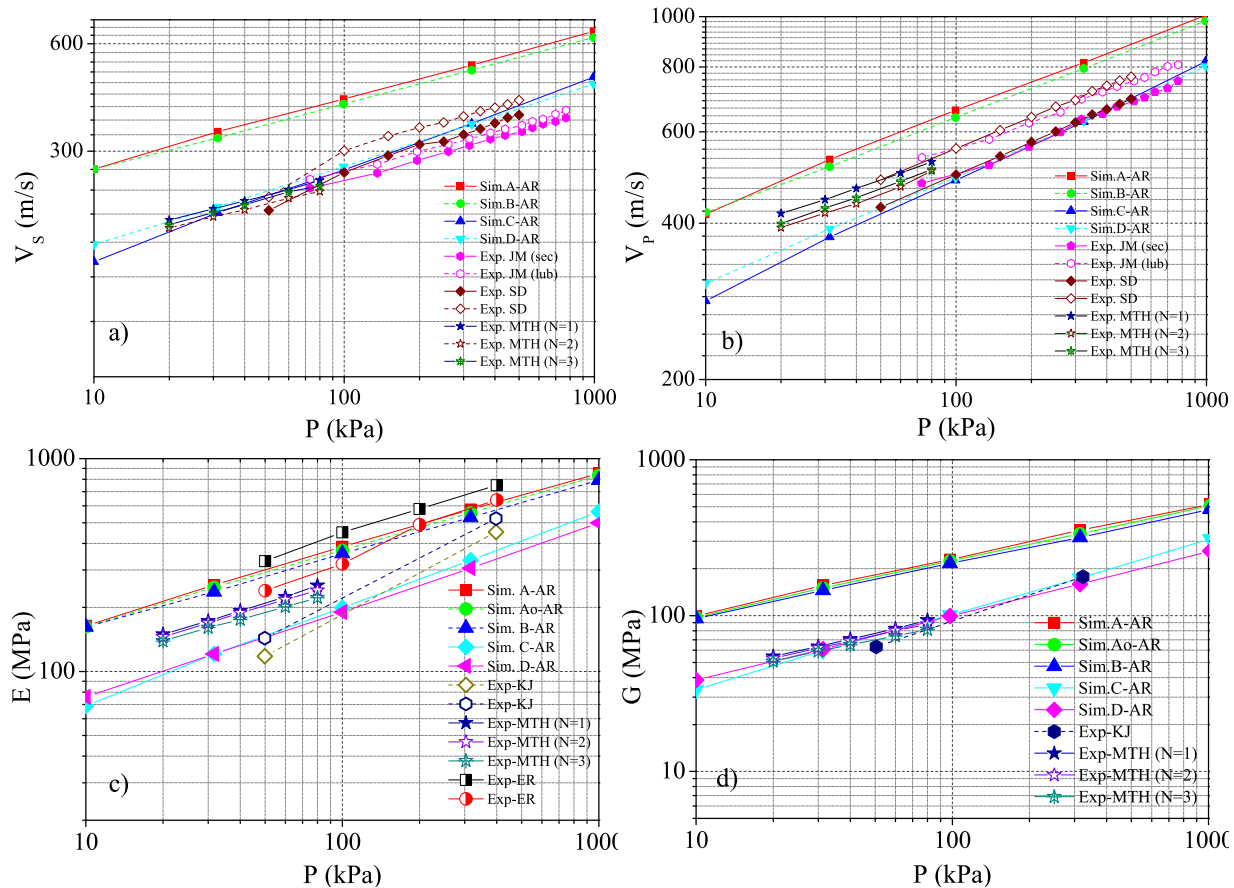 600
300
V_S (m/s)
Sim.A-AR
Sim.B-AR
Sim.C-AR
Sim.D-AR
Exp. JM (sec)
Exp. JM (lub)
Exp. SD
Exp. SD
Exp. MTH (N=1)
Exp. MTH (N=2)
Exp. MTH (N=3)
a)
10 100 1000
P (kPa)
1000
800
600
400
200
V_P (m/s)
Sim.A-AR
Sim.B-AR
Sim.C-AR
Sim.D-AR
Exp. JM (sec)
Exp. JM (lub)
Exp. SD
Exp. SD
Exp. MTH (N=1)
Exp. MTH (N=2)
Exp. MTH (N=3)
b)
10 100 1000
P (kPa)
1000
100
E (MPa)
Sim. A-AR
Sim. Ao-AR
Sim. B-AR
Sim. C-AR
Sim. D-AR
Exp-KJ
Exp-KJ
Exp-MTH (N=1)
Exp-MTH (N=2)
Exp-MTH (N=3)
Exp-ER
Exp-ER
c)
10 100 1000
P (kPa)
1000
100
10
G (MPa)
Sim.A-AR
Sim.Ao-AR
Sim.B-AR
Sim.C-AR
Sim.D-AR
Exp-KJ
Exp-MTH (N=1)
Exp-MTH (N=2)
Exp-MTH (N=3)
d)
10 100 1000
P (kPa)